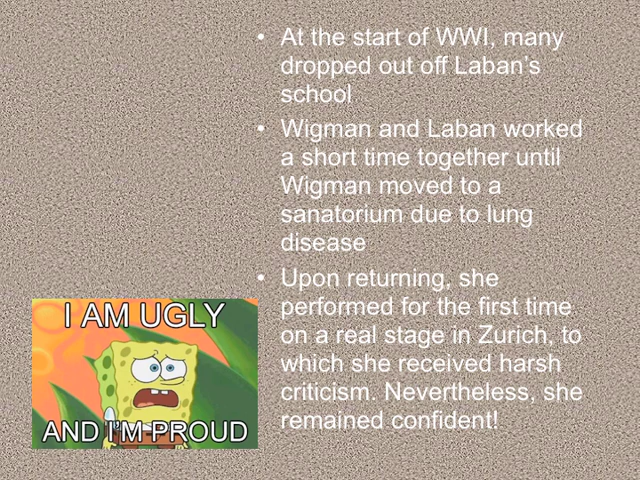 • At the start of WWI, many
dropped out off Laban's
school
• Wigman and Laban worked
a short time together until
Wigman moved to a
sanatorium due to lung
disease
• Upon returning, she
performed for the first time
on a real stage in Zurich, to
which she received harsh
criticism. Nevertheless, she
remained confident!
I AM UGLY
AND I'M PROUD